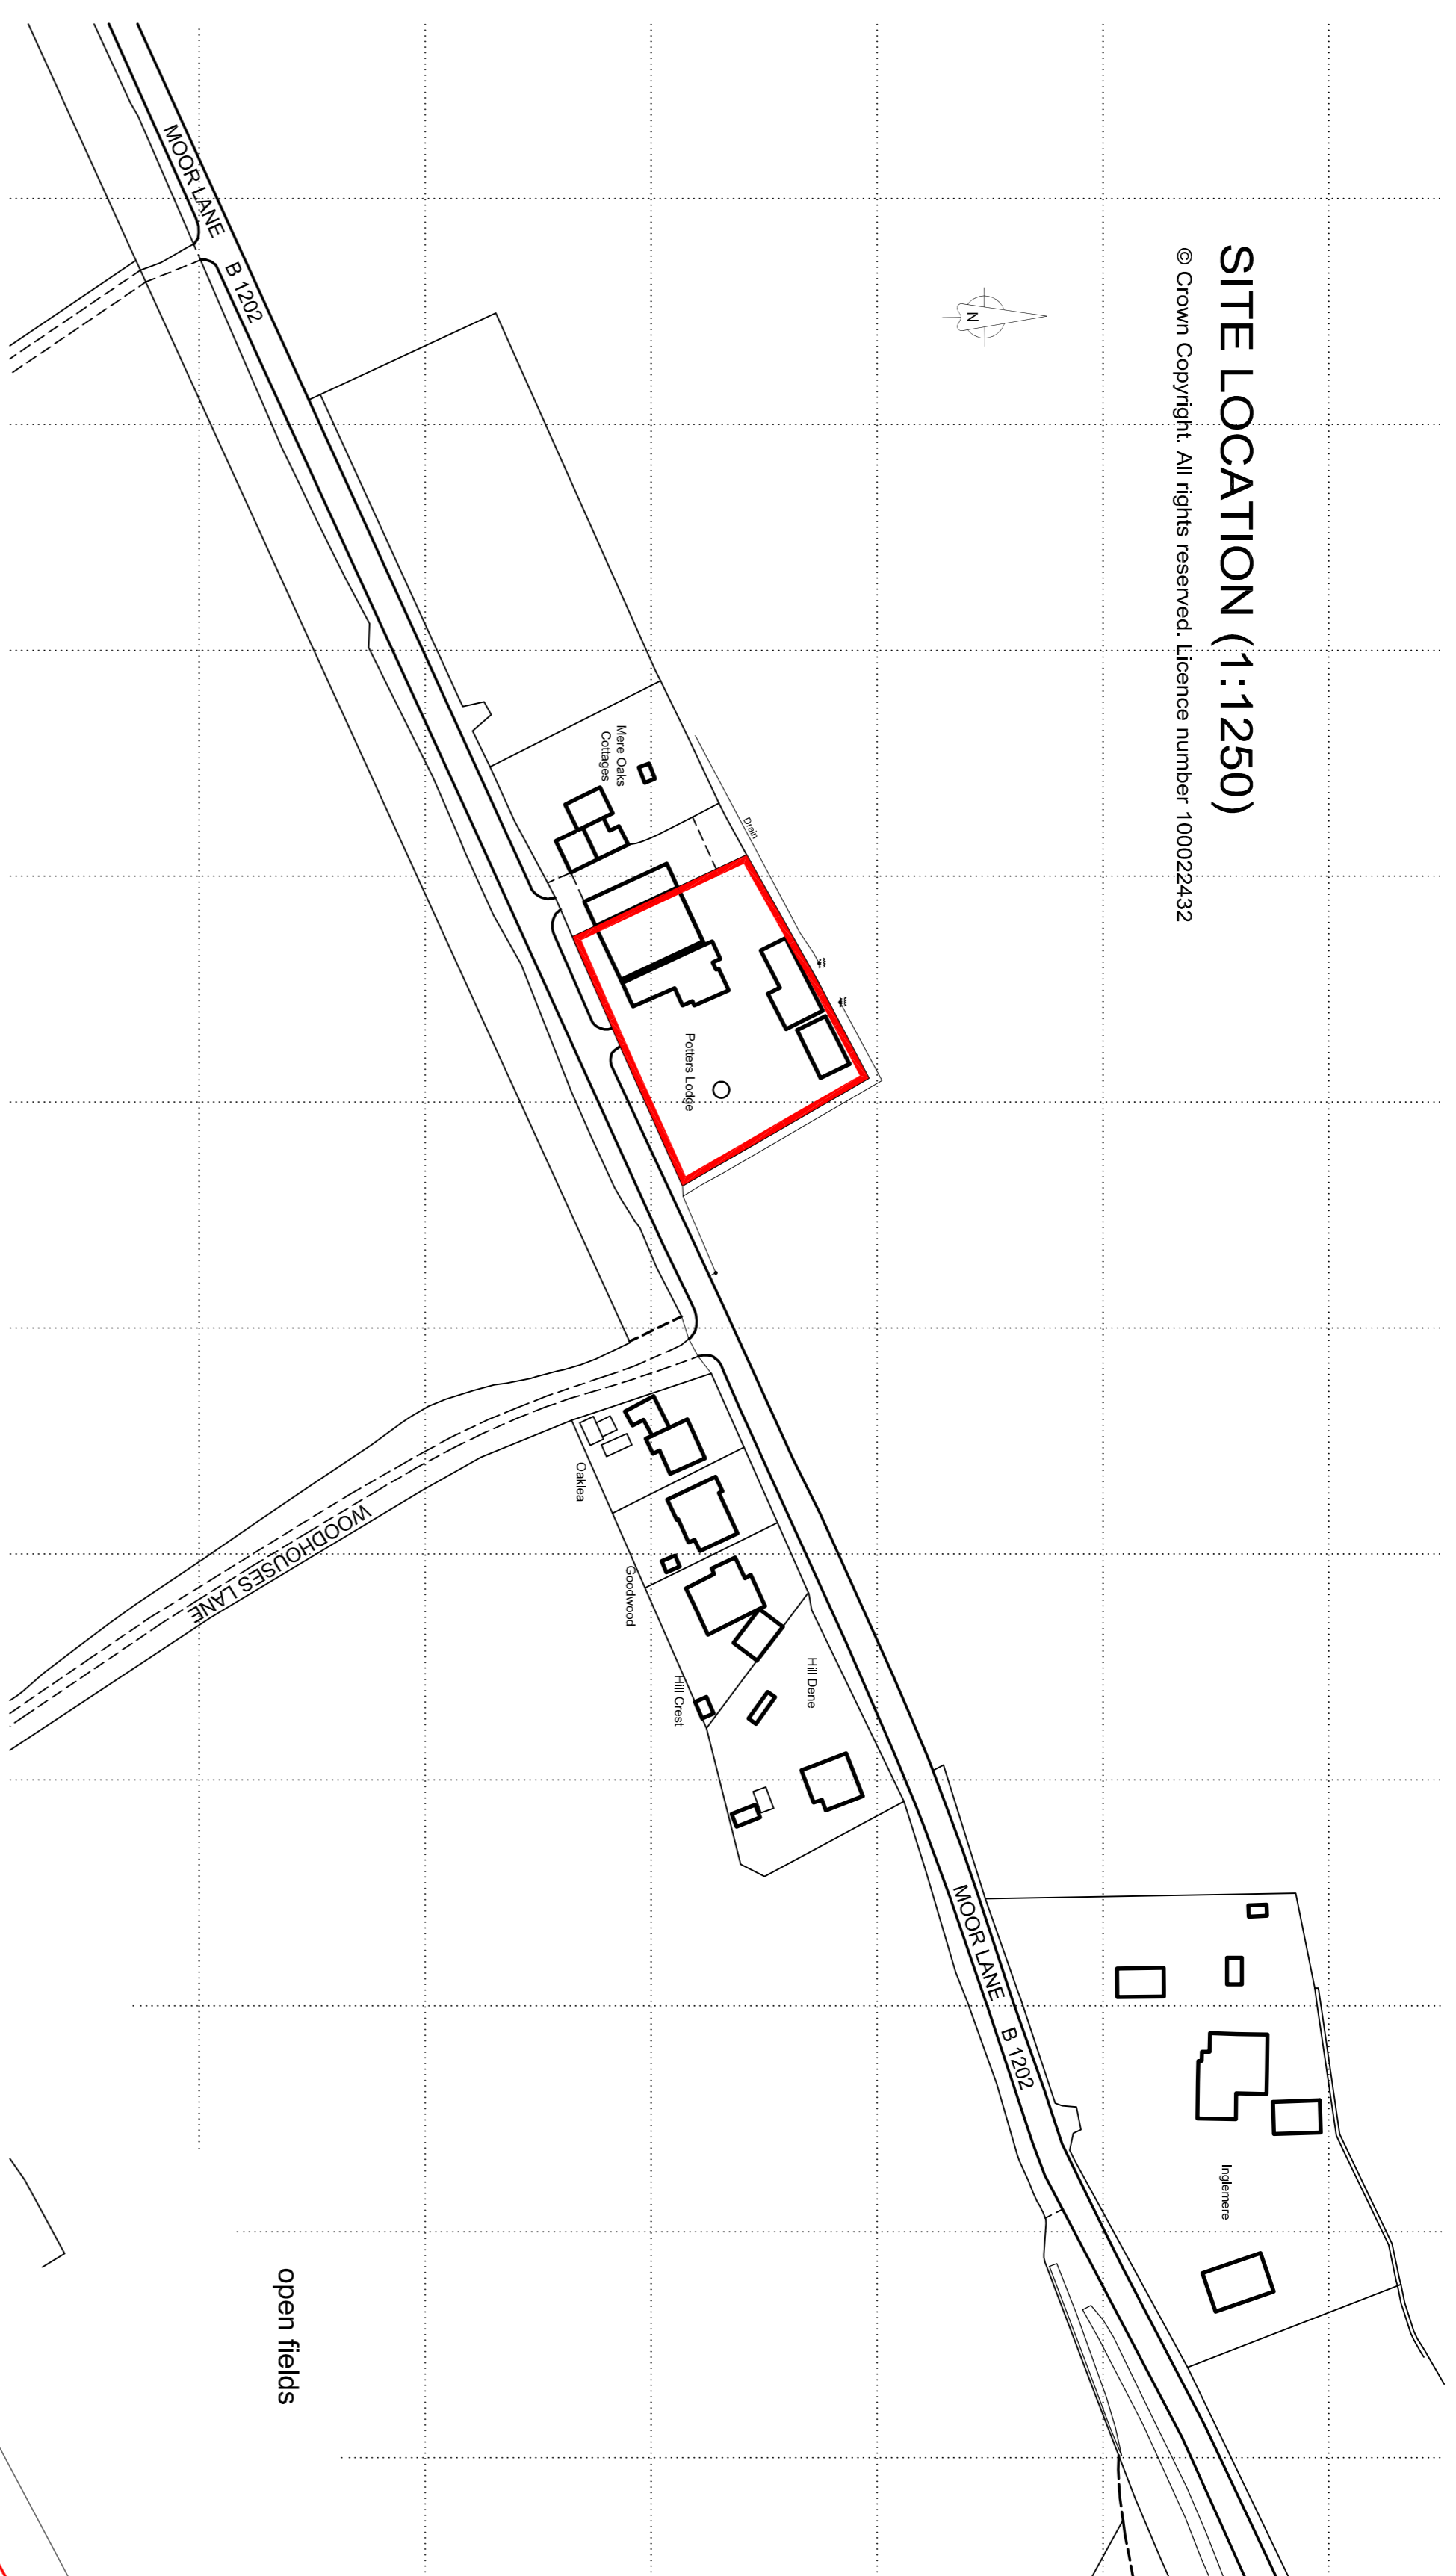 SITE LOCATION (1:1250)
© Crown Copyright. All rights reserved. Licence number 100022432
N
MOOR LANE
B 1202
Mere Oaks
Cottages
Drain
Potters Lodge
Oaklea
Goodwood
Hill Crest
Hill Dene
WOODHOUSES LANE
MOOR LANE
B 1202
Inglemere
open fields